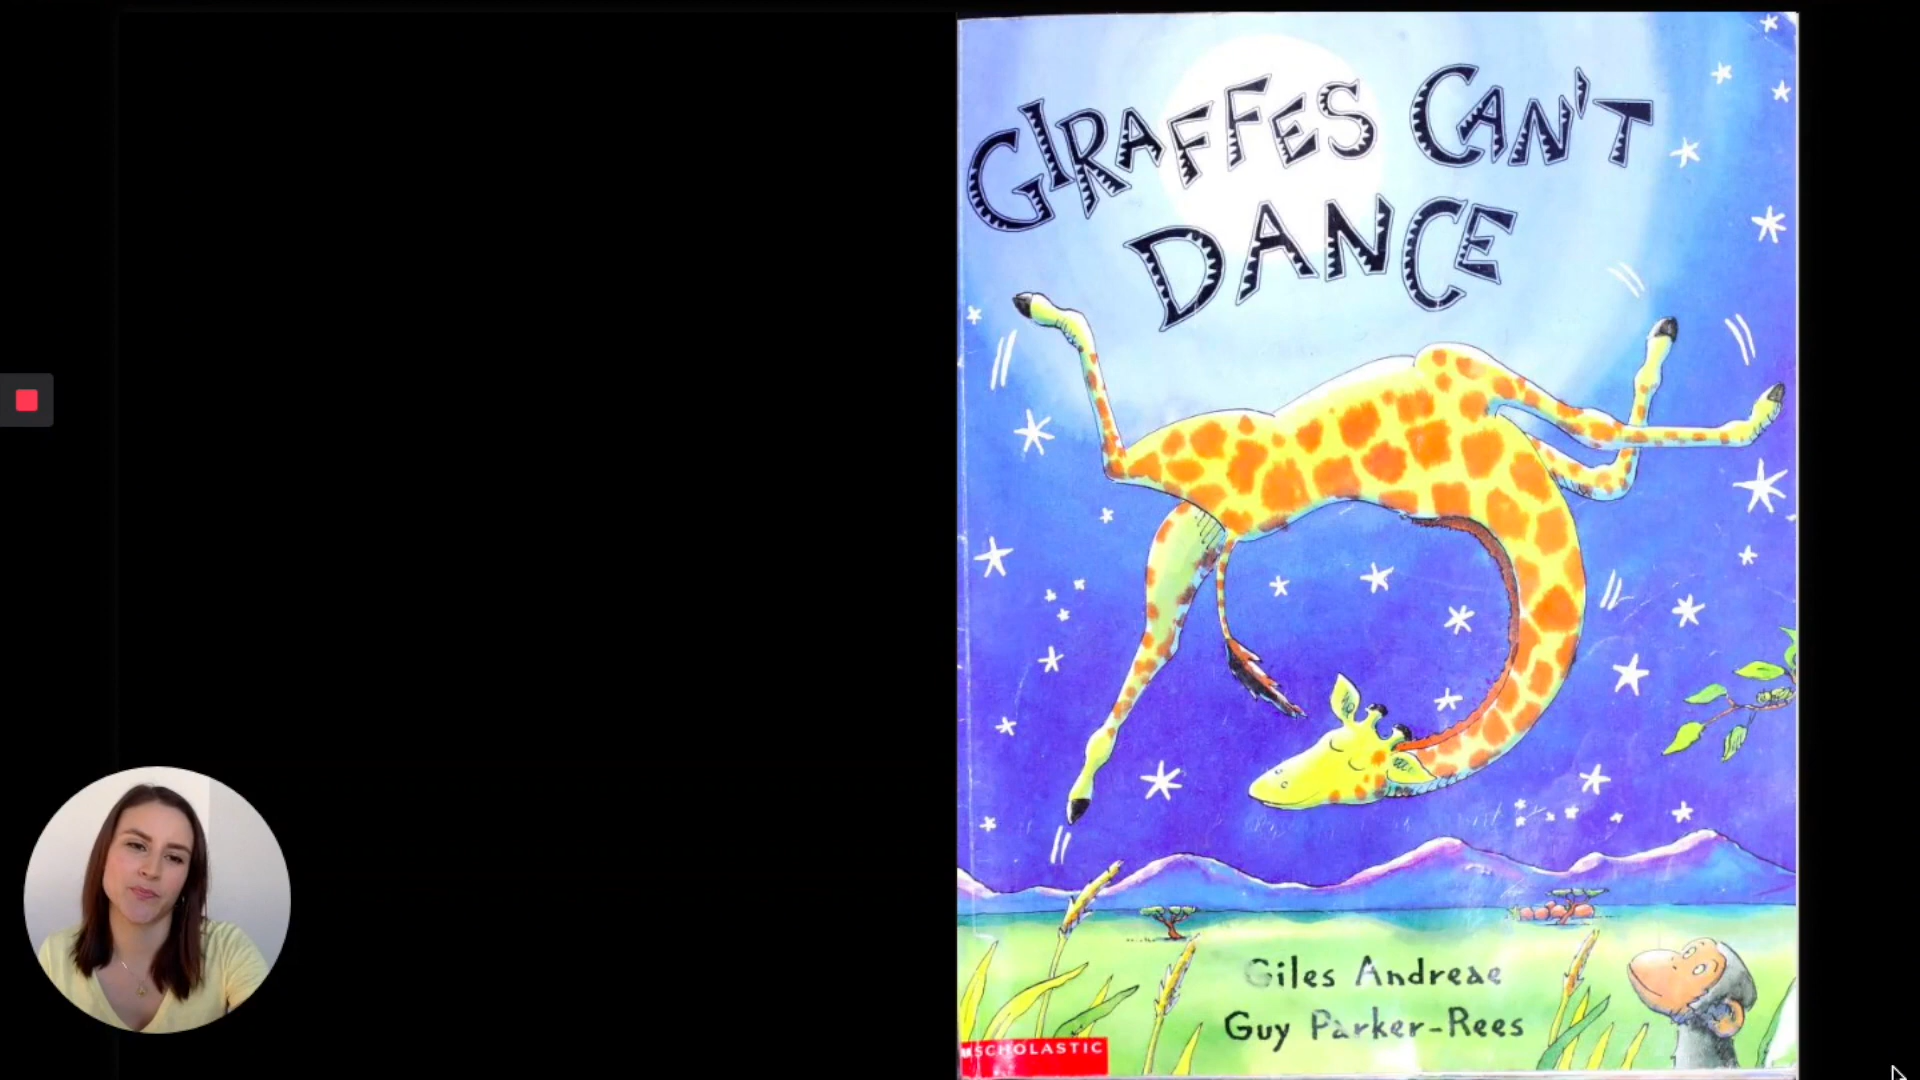 GIRAFFES CAN'T
DANCE
Giles Andreae
Guy Parker-Rees
SCHOLASTIC